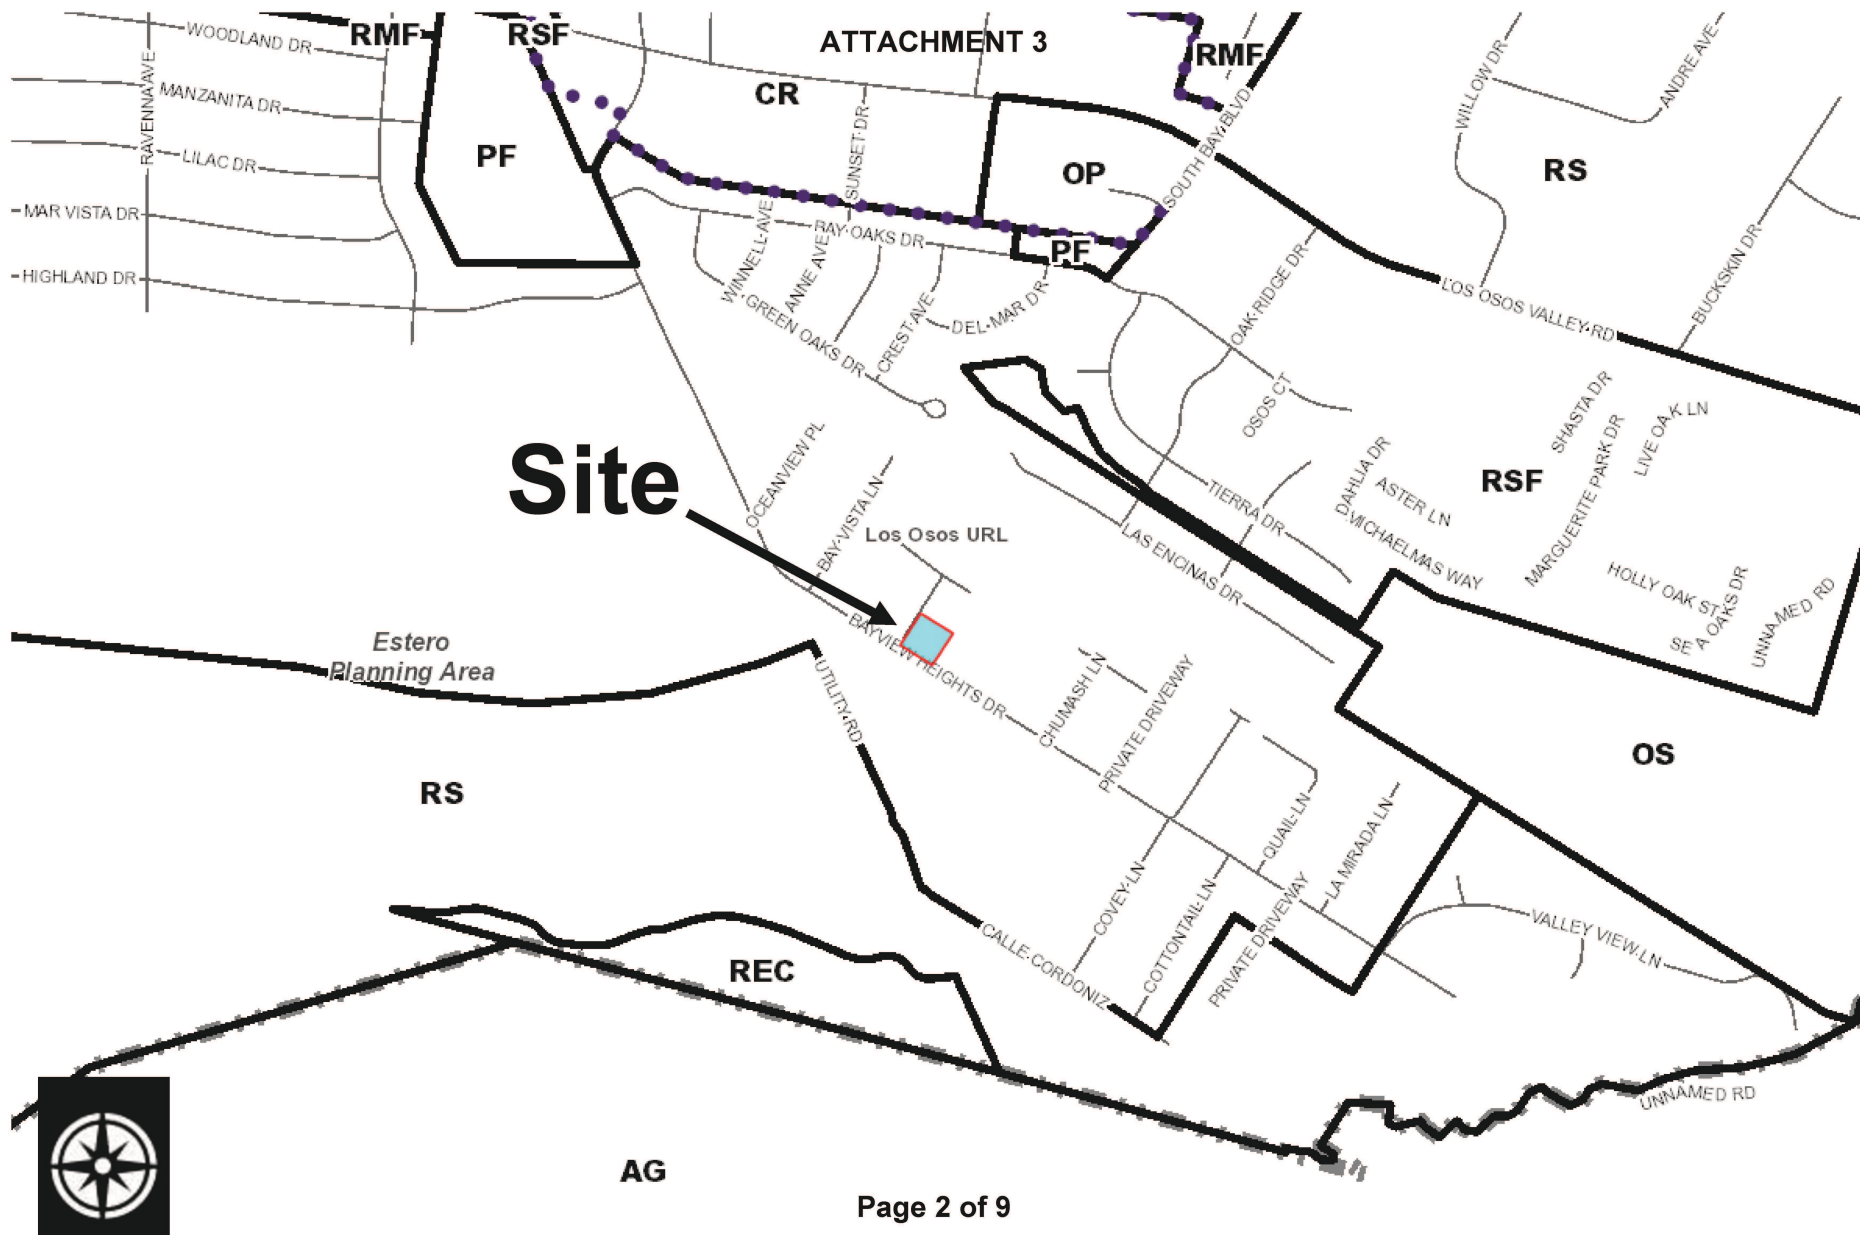 ATTACHMENT 3
WOODLAND DR
RMF
RSF
RMF
RAVENNA AVE
MANZANITA DR
CR
WILLOW DR
ANDRE AVE
SUNSET DR
SOUTH BAY BLVD
LILAC DR
PF
OP
RS
MAR VISTA DR
WINNELL AVE
ANNE AVE
BAY OAKS DR
PF
OAK RIDGE DR
BUCKSKIN DR
HIGHLAND DR
GREEN OAKS DR
CREST AVE
DEL MAR DR
LOS OSOS VALLEY RD
OSOS CT
SHASTA DR
MARGUERITE PARK DR
LIVE OAK LN
OCEANVIEW PL
BAY VISTA LN
Site
DAHLIA DR
ASTER LN
RSF
TIERRA DR
MICHAELMAS WAY
Los Osos URL
LAS ENCINAS DR
HOLLY OAK ST
SEA OAKS DR
UNNAMED RD
BAYVIEW HEIGHTS DR
Estero
Planning Area
UTILITY RD
CHUMASH LN
PRIVATE DRIVEWAY
OS
RS
QUAIL LN
LA MIRADA LN
COVEY LN
COTTONTAIL LN
PRIVATE DRIVEWAY
CALLE CORDONIZ
VALLEY VIEW LN
REC
UNNAMED RD
AG
Page 2 of 9